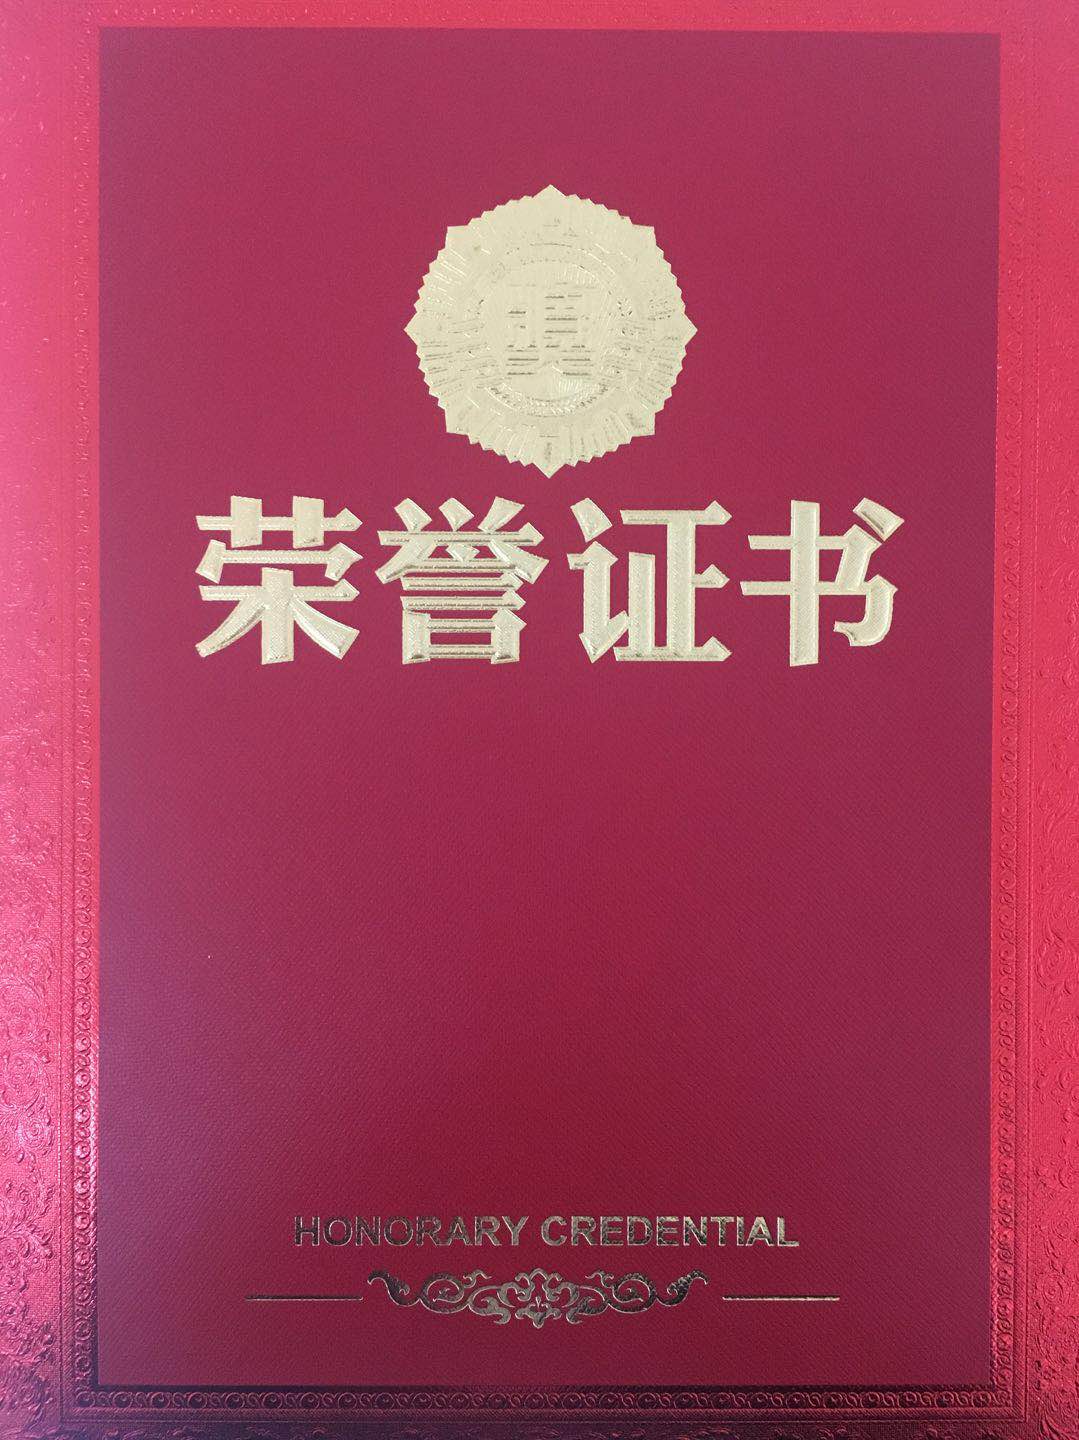 荣誉证书
HONORARY CREDENTIAL